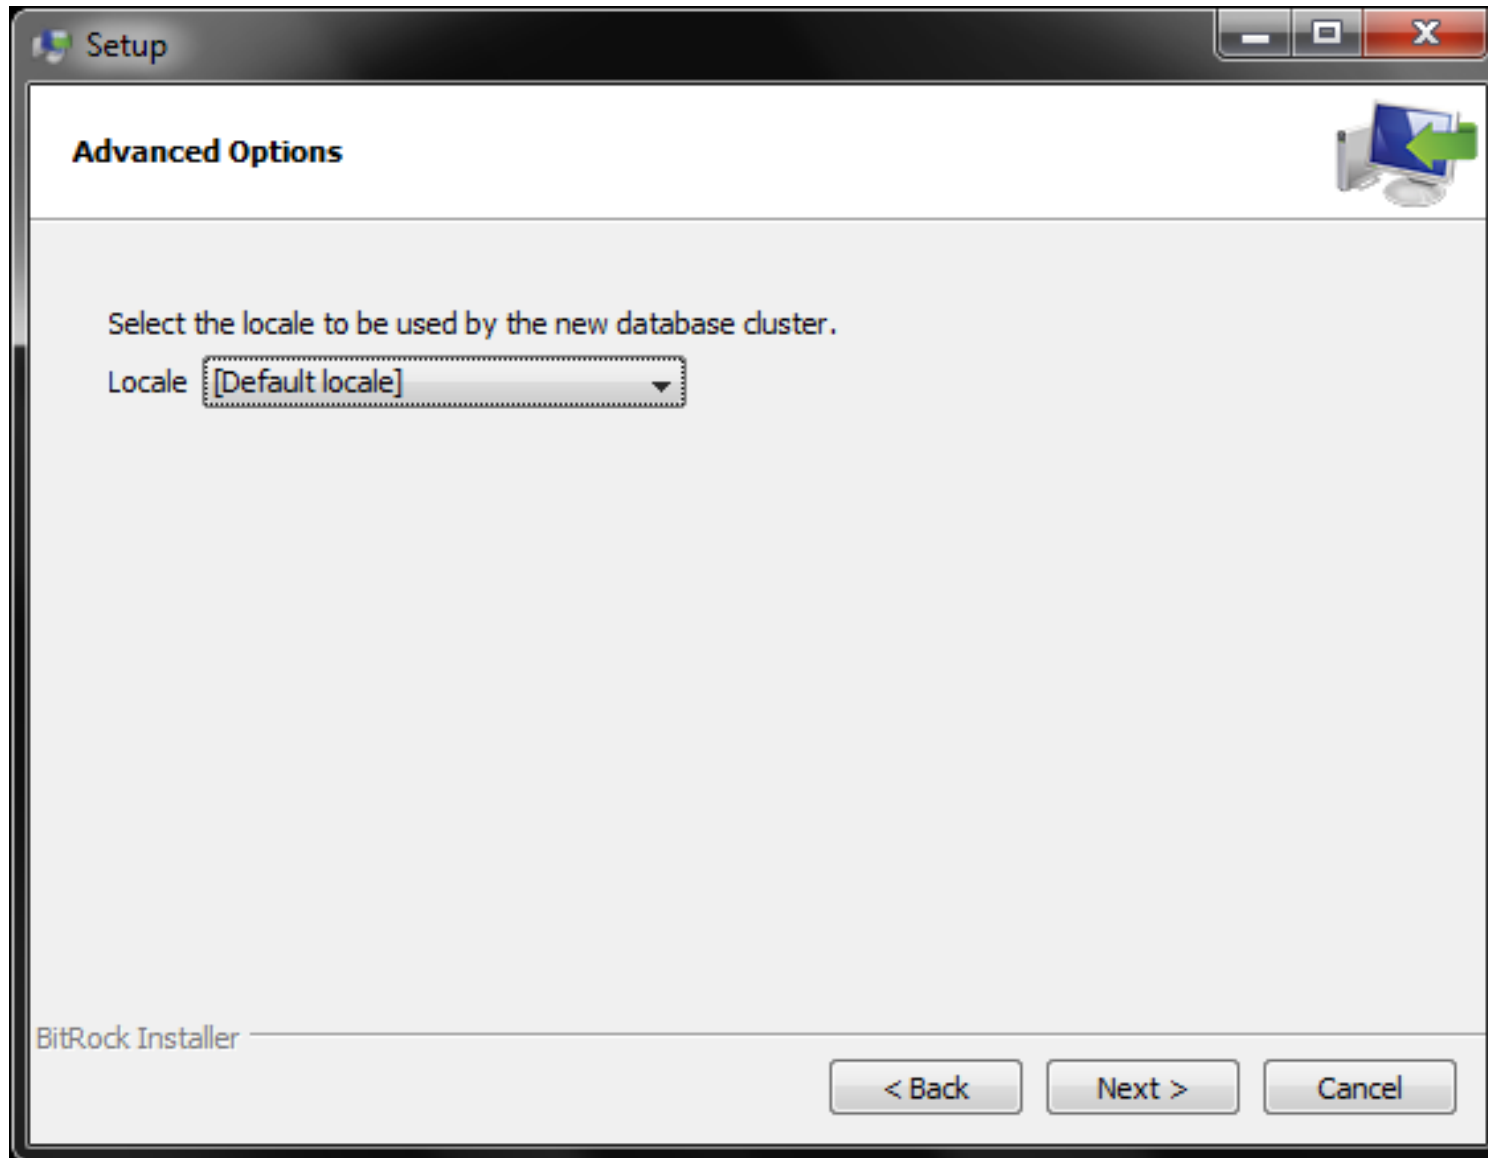 Setup
Advanced Options
Select the locale to be used by the new database cluster.
Locale [Default locale]
BitRock Installer
< Back Next > Cancel